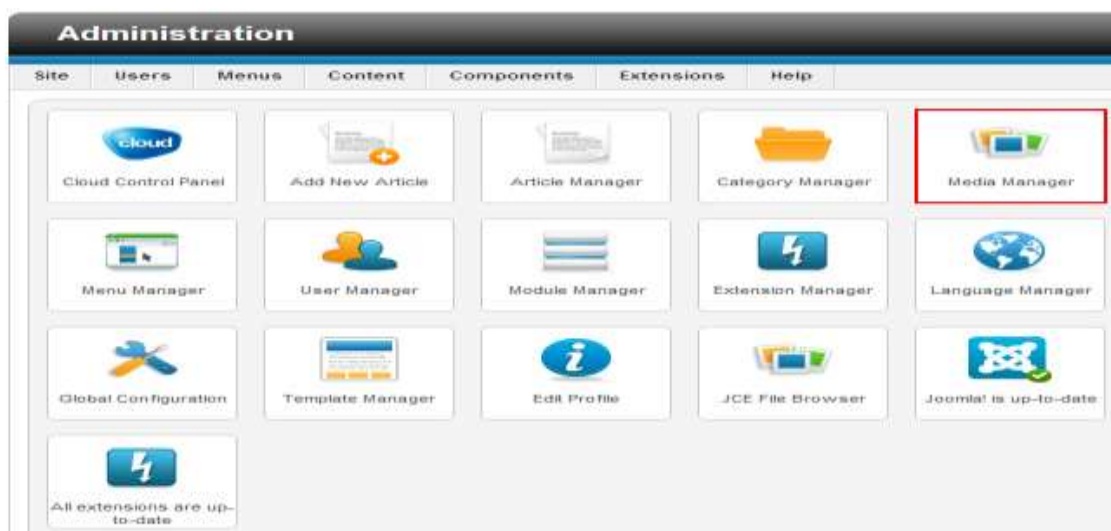 Administration
Site Users Menus Content Components Extensions Help
cloud
Cloud Control Panel
Add New Article
Article Manager
Category Manager
Media Manager
Menu Manager
User Manager
Module Manager
Extension Manager
Language Manager
Global Configuration
Template Manager
Edit Profile
JCE File Browser
Joomla! is up-to-date
All extensions are up-
to-date